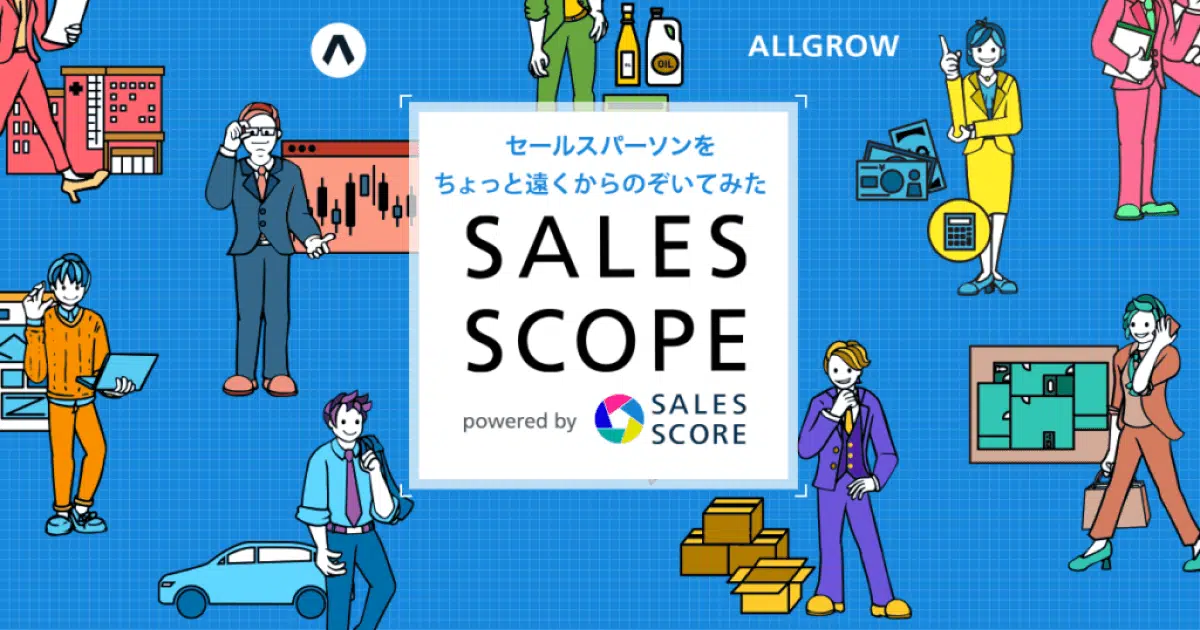 ALLGROW
OIL
セールスパーソンを
ちょっと遠くからのぞいてみた
SALES
SCOPE
powered by
SALES
SCORE